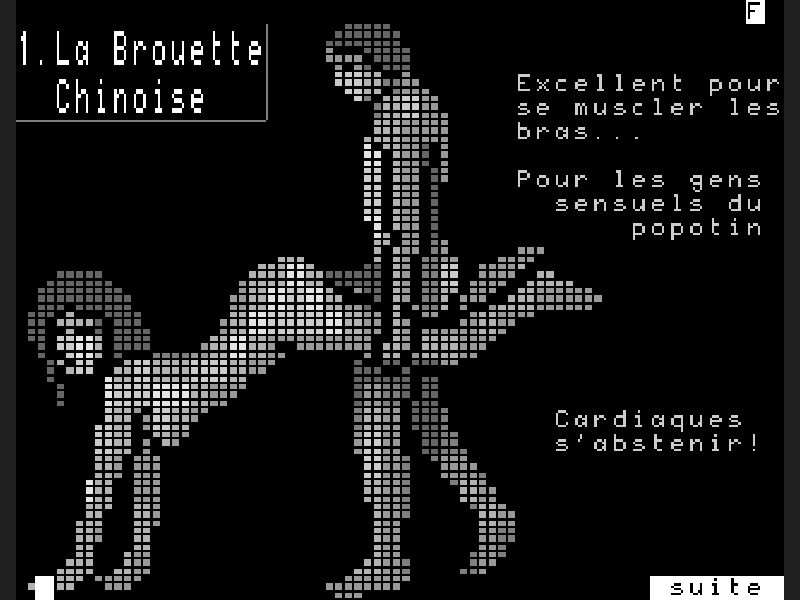 F
1.La Brouette
Chinoise
Excellent pour
se muscler les
bras...
Pour les gens
sensuels du
popotin
Cardiaques
s'abstenir!
suite